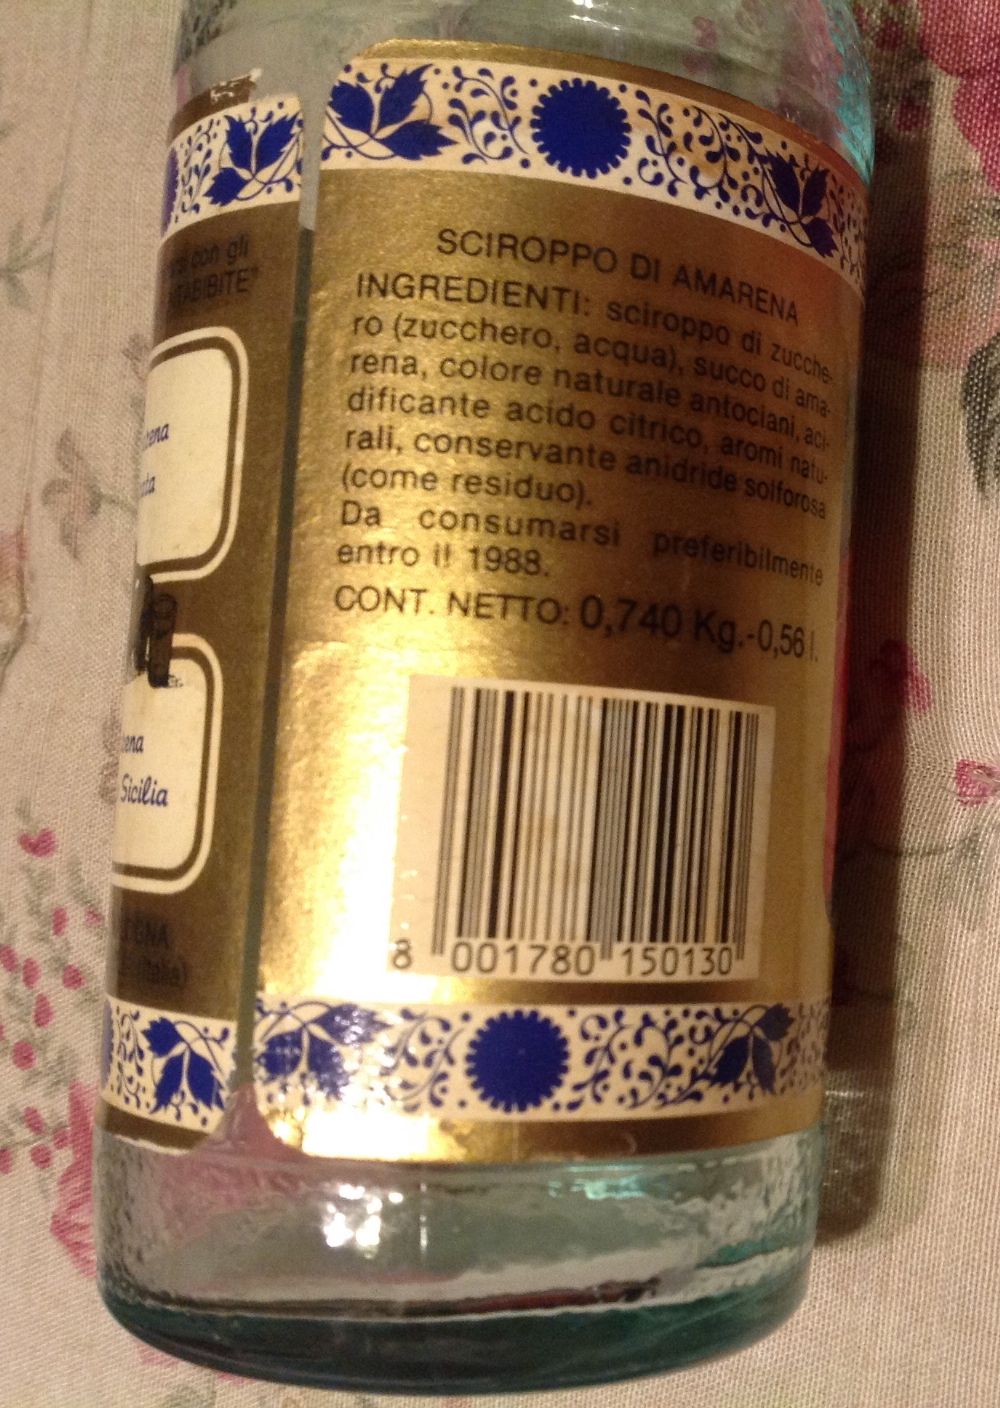 con gli
SCIROPPO DI AMARENA
INGREDIENTI: sciroppo di zucche-
ro (zucchero, acqua), succo di ama-
rena, colore naturale antociani, aci-
dificante acido citrico, aromi natu-
rali, conservante anidride solforosa
(come residuo).
Da consumarsi preferibilmente
entro il 1988.
CONT. NETTO: 0,740 Kg.-0,56 l.
Sicilia
8 001780 150130